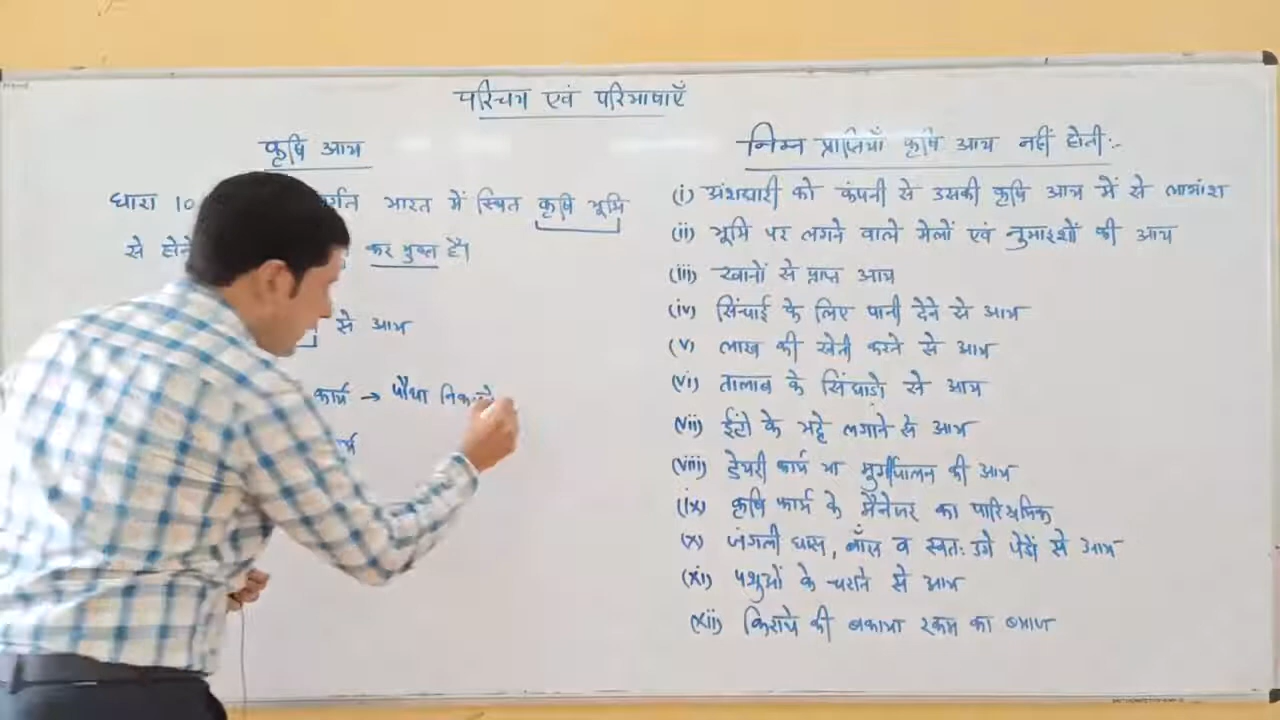 परिचय एवं परिभाषाएँ
कृषि आय
धारा 10 र्गत भारत में स्थित कृषि भूमि
से होने कर मुक्त है।
से आय
कार्य → पौधा निकलने
र्य
निम्न प्राप्तियाँ कृषि आय नहीं होती:-
(i) अंशधारी को कंपनी से उसकी कृषि आय में से लाभांश
(ii) भूमि पर लगने वाले मेलों एवं नुमाइशों की आय
(iii) खानों से प्राप्त आय
(iv) सिंचाई के लिए पानी देने से आय
(v) लाख की खेती करने से आय
(vi) तालाब के सिंघाडो से आय
(vii) ईंटो के भट्टे लगाने से आय
(viii) डेयरी कार्य या मुर्गीपालन की आय
(ix) कृषि कार्य के मैनेजर का पारिश्रमिक
(x) जंगली घास, बाँस व स्वतः उगे पेडों से आय
(xi) पशुओं के चराने से आय
(xii) किराये की बकाया रकम का ब्याज